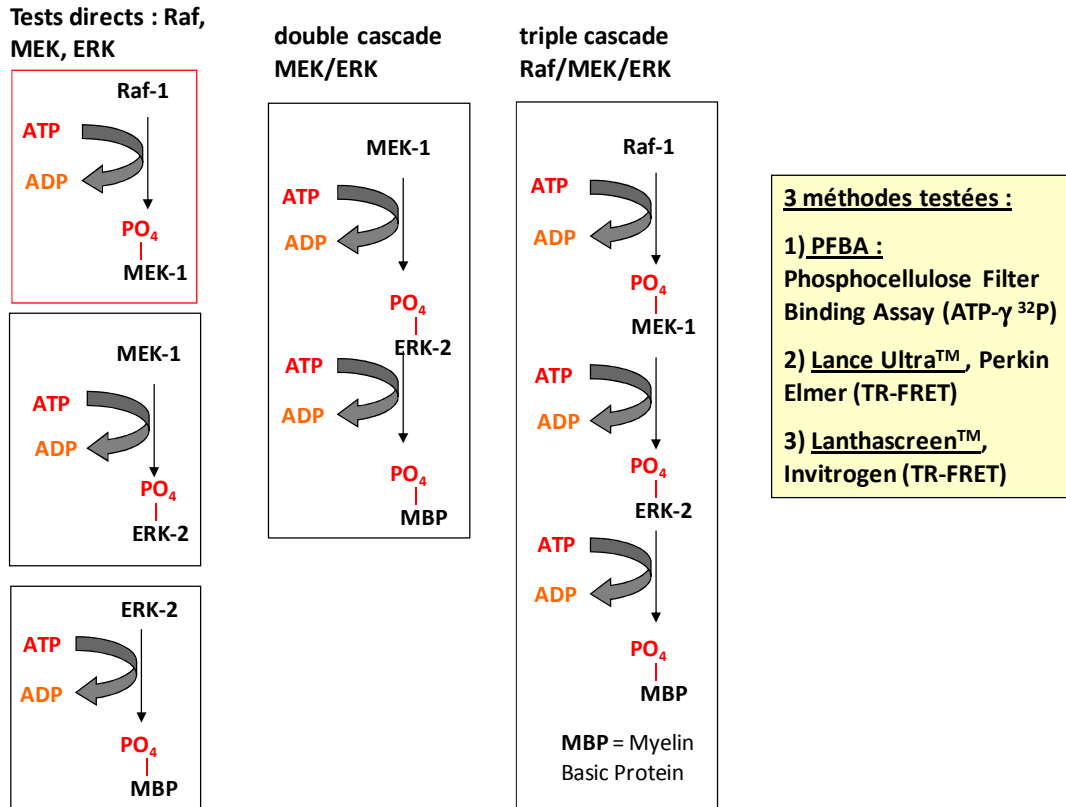 Tests directs : Raf,
MEK, ERK
Raf-1
ATP
ADP
PO4
MEK-1
MEK-1
ATP
ADP
PO4
ERK-2
ERK-2
ATP
ADP
PO4
MBP
double cascade
MEK/ERK
MEK-1
ATP
ADP
PO4
ERK-2
ATP
ADP
PO4
MBP
triple cascade
Raf/MEK/ERK
Raf-1
ATP
ADP
PO4
MEK-1
ATP
ADP
PO4
ERK-2
ATP
ADP
PO4
MBP
MBP = Myelin
Basic Protein
3 méthodes testées :
1) PFBA :
Phosphocellulose Filter
Binding Assay (ATP-γ 32P)
2) Lance Ultra™, Perkin
Elmer (TR-FRET)
3) Lanthascreen™,
Invitrogen (TR-FRET)